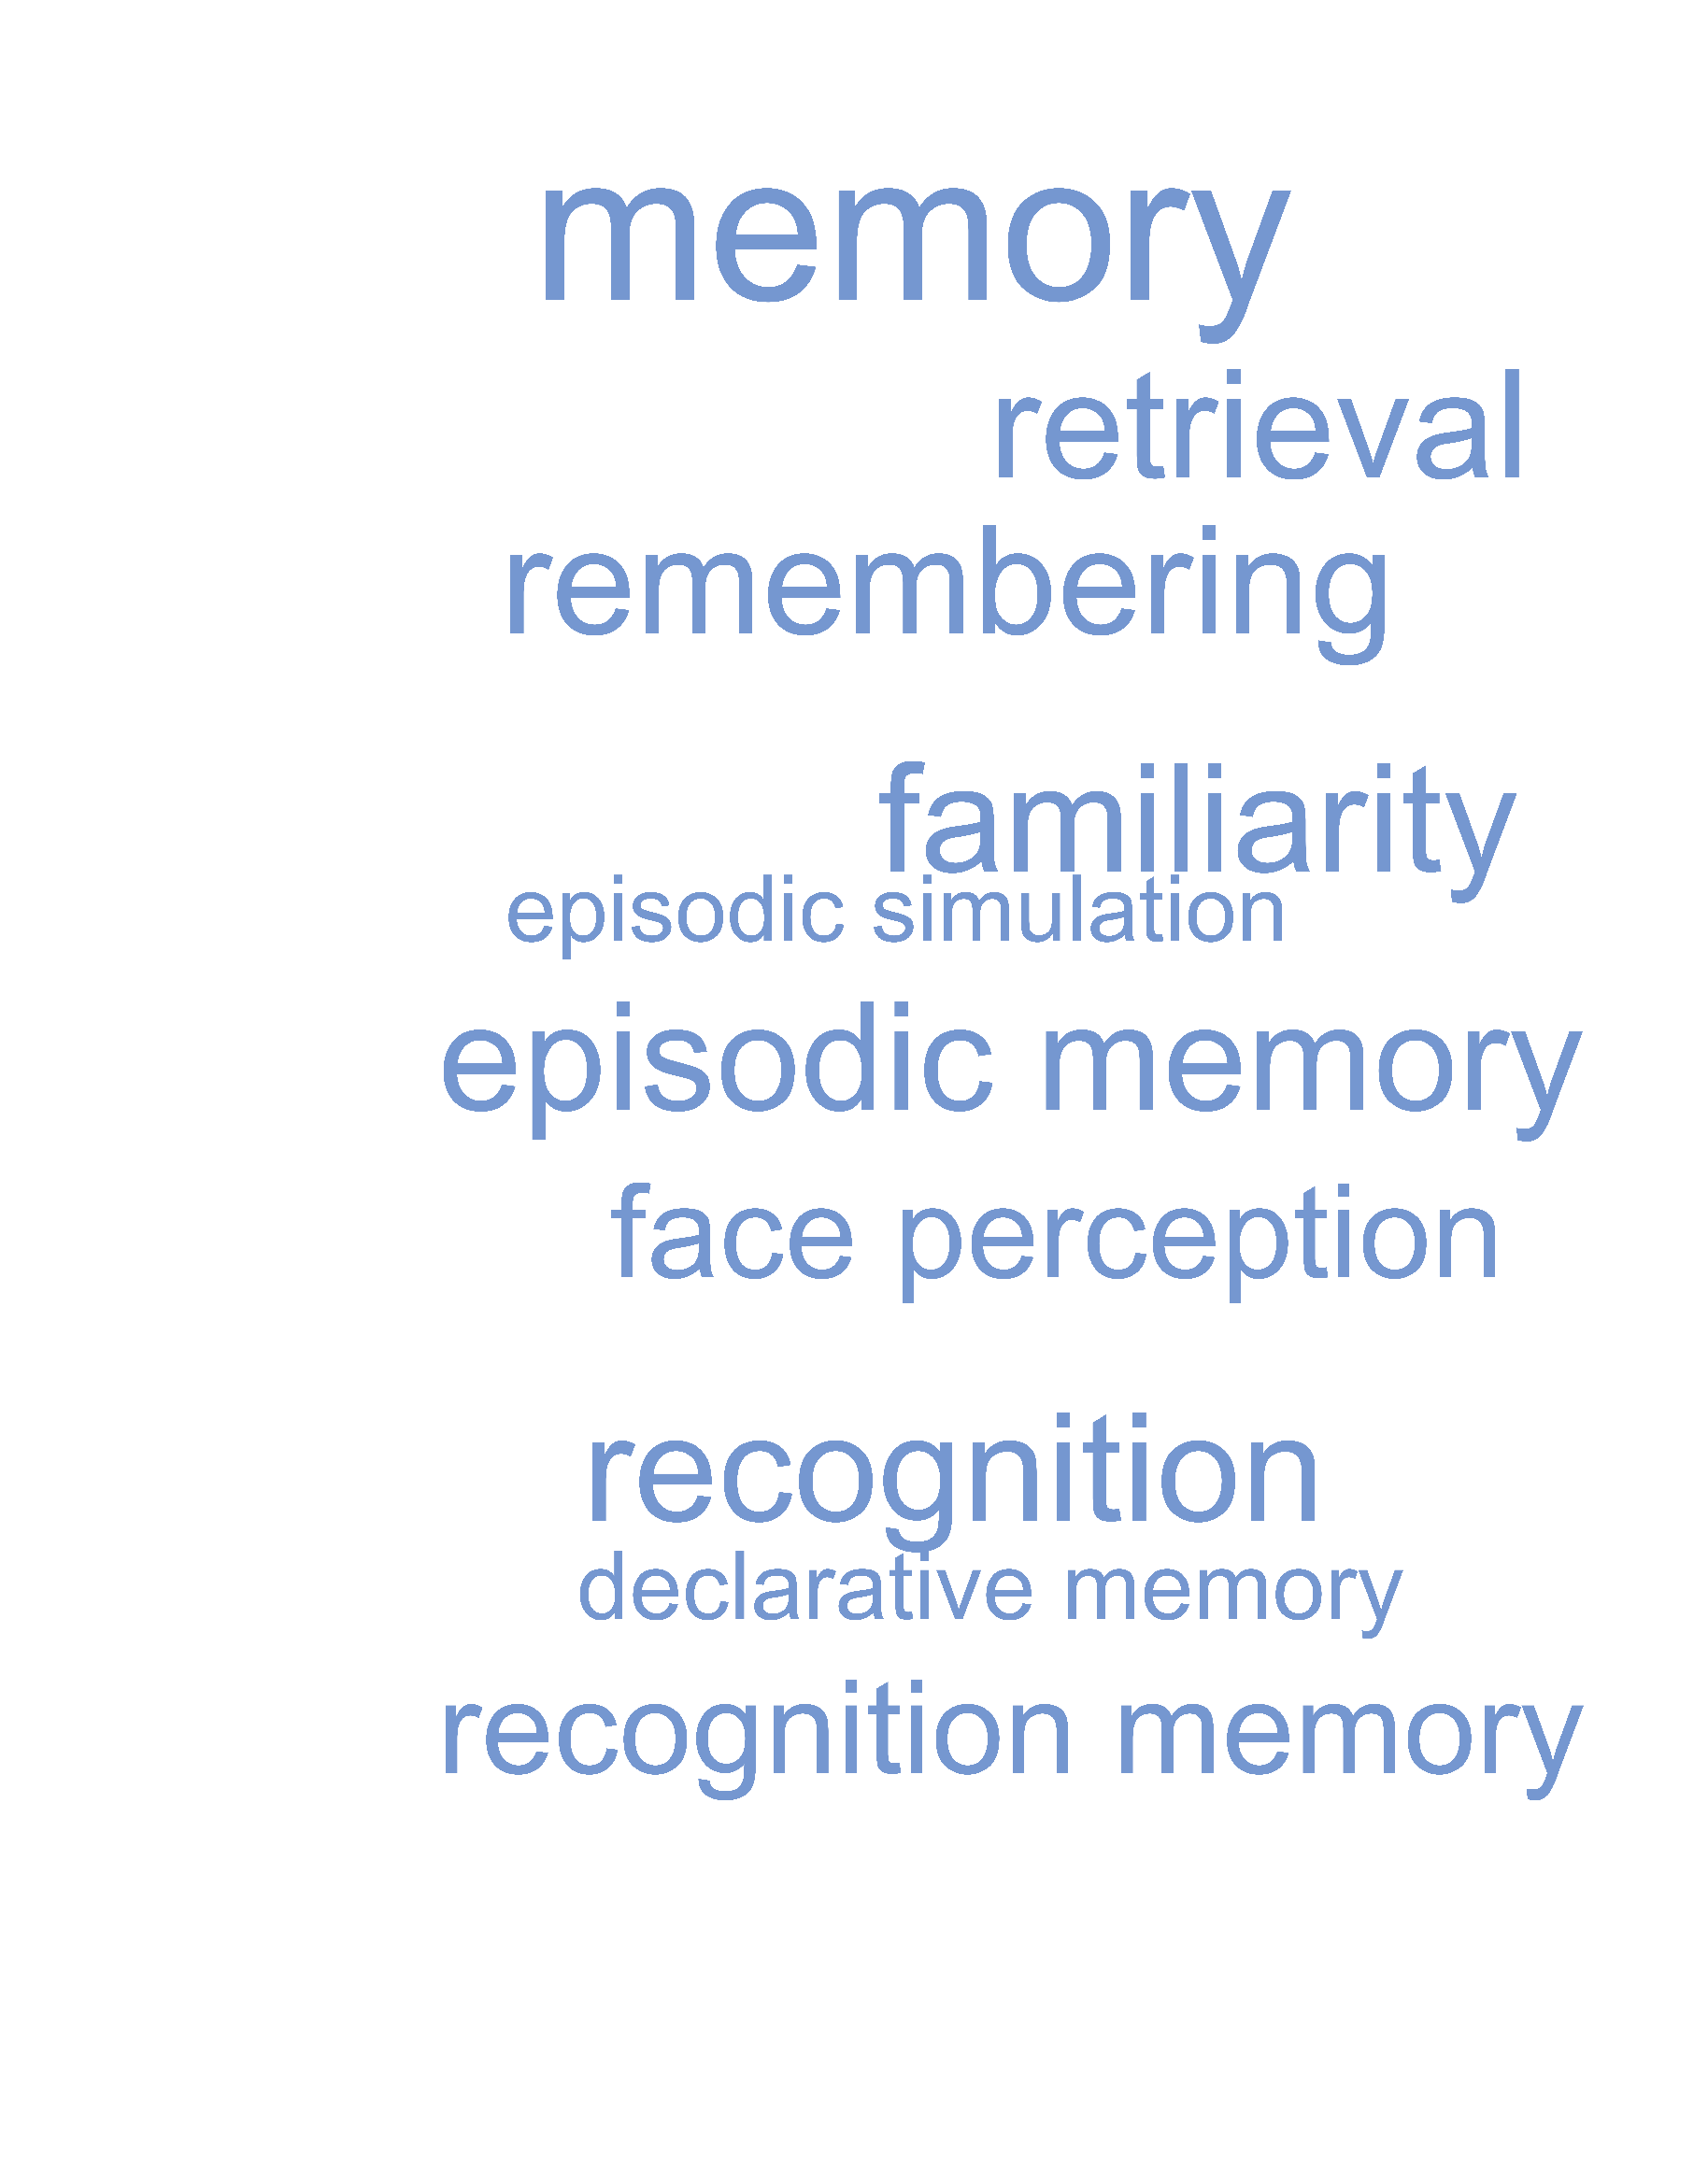 memory
retrieval
remembering
familiarity
episodic simulation
episodic memory
face perception
recognition
declarative memory
recognition memory